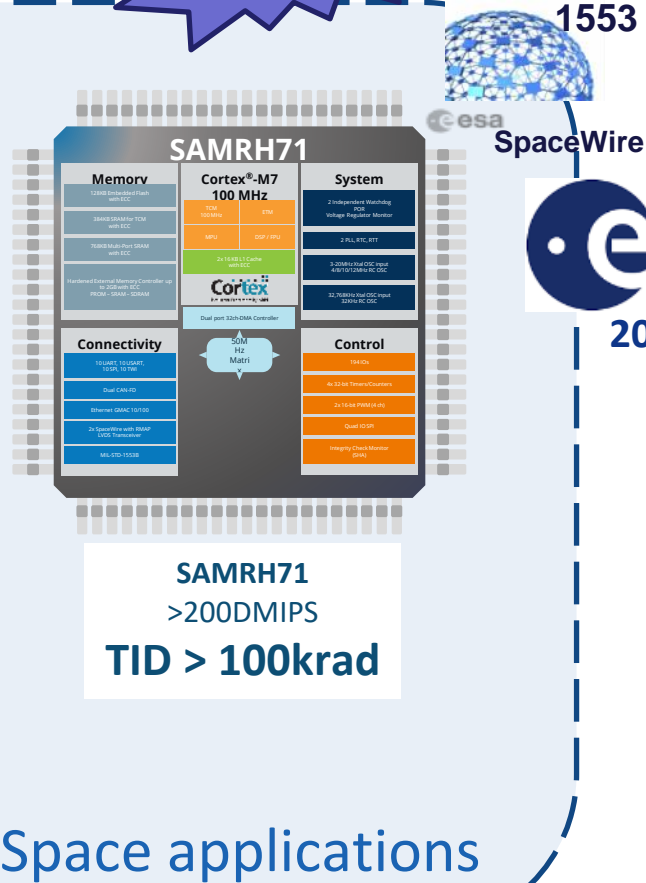 1553
esa
SpaceWire
20
SAMRH71
Memory
128KB Embedded Flash
with ECC
384KB SRAM for TCM
with ECC
768KB Multi-Port SRAM
with ECC
Hardened External Memory Controller up
to 2GB with ECC
PROM – SRAM – SDRAM
Cortex®-M7
100 MHz
TCM
100 MHz
ETM
MPU
DSP / FPU
2x 16 KB L1 Cache
with ECC
Cortex
Dual port 32ch-DMA Controller
50M
Hz
Matri
x
System
2 Independent Watchdog
POR
Voltage Regulator Monitor
2 PLL, RTC, RTT
3-20MHz Xtal OSC input
4/8/10/12MHz RC OSC
32,768KHz Xtal OSC input
32KHz RC OSC
Connectivity
10 UART, 10 USART,
10 SPI, 10 TWI
Dual CAN-FD
Ethernet GMAC 10/100
2x SpaceWire with RMAP
LVDS Transceiver
MIL-STD-1553B
Control
194 IOs
4x 32-bit Timers/Counters
2x 16-bit PWM (4 ch)
Quad IO SPI
Integrity Check Monitor
(SHA)
SAMRH71
>200DMIPS
TID > 100krad
Space applications